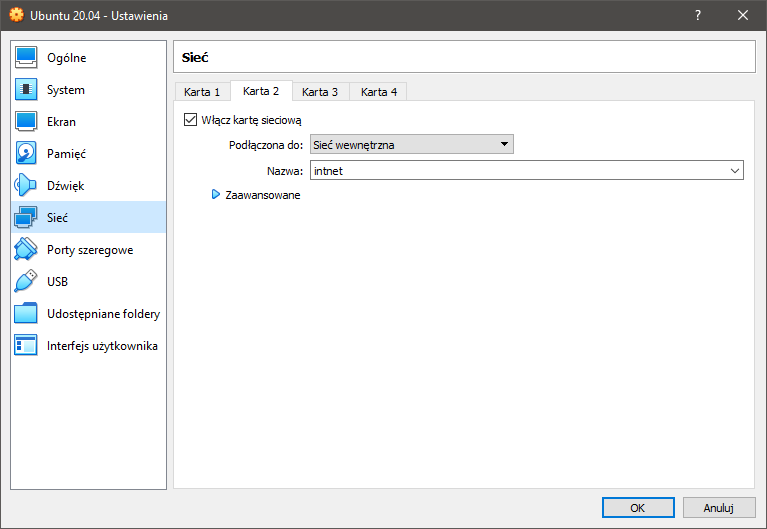 Ubuntu 20.04 - Ustawienia
?
Ogólne
System
Ekran
Pamięć
Dźwięk
Sieć
Porty szeregowe
USB
Udostępniane foldery
Interfejs użytkownika
Sieć
Karta 1 Karta 2 Karta 3 Karta 4
Włącz kartę sieciową
Podłączona do: Sieć wewnętrzna
Nazwa: intnet
Zaawansowane
OK Anuluj